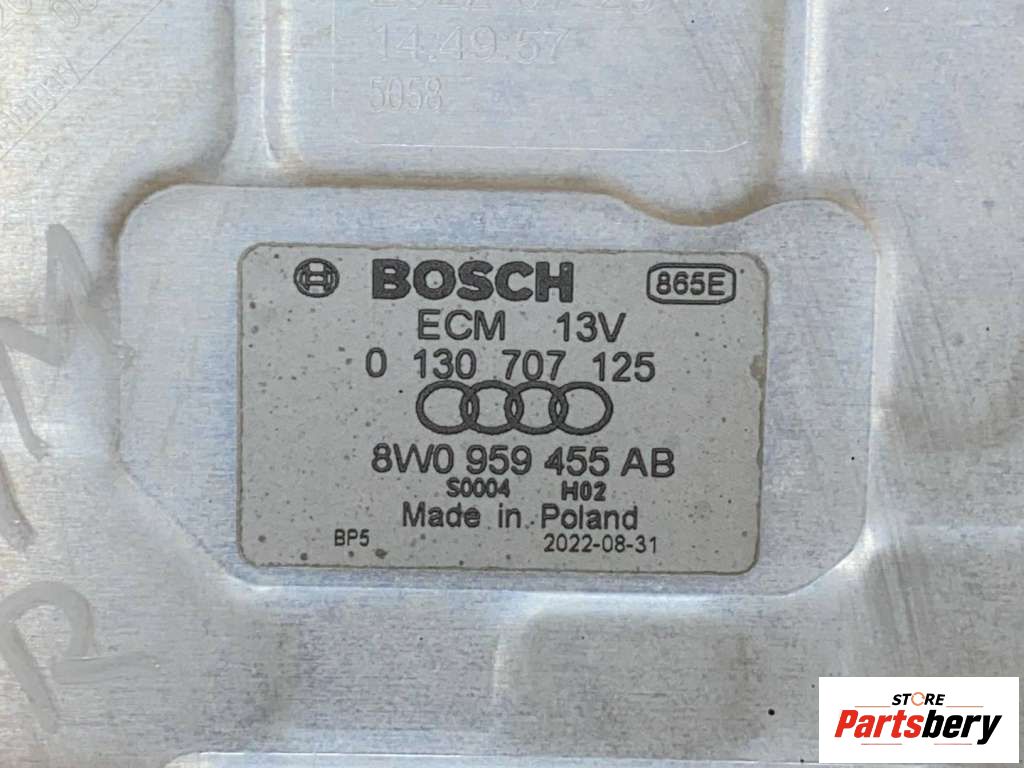 14:49:57
5058
BOSCH 865E
ECM 13V
0 130 707 125
8W0 959 455 AB
S0004 H02
Made in Poland
BP5 2022-08-31
STORE
Partsbery